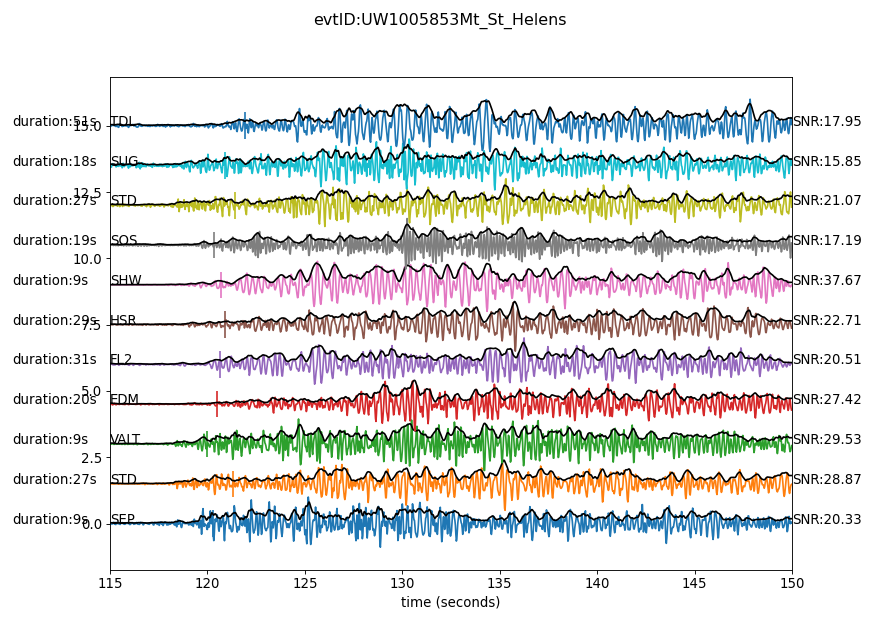 evtID:UW1005853Mt_St_Helens
duration:51s TDL SNR:17.95
15.0
duration:18s SUG SNR:15.85
12.5
duration:27s STD SNR:21.07
duration:19s SOS SNR:17.19
10.0
duration:9s SHW SNR:37.67
duration:29s HSR SNR:22.71
7.5
duration:31s FL2 SNR:20.51
5.0
duration:20s EDM SNR:27.42
duration:9s VALT SNR:29.53
2.5
duration:27s STD SNR:28.87
duration:9s SEP SNR:20.33
0.0
115 120 125 130 135 140 145 150
time (seconds)